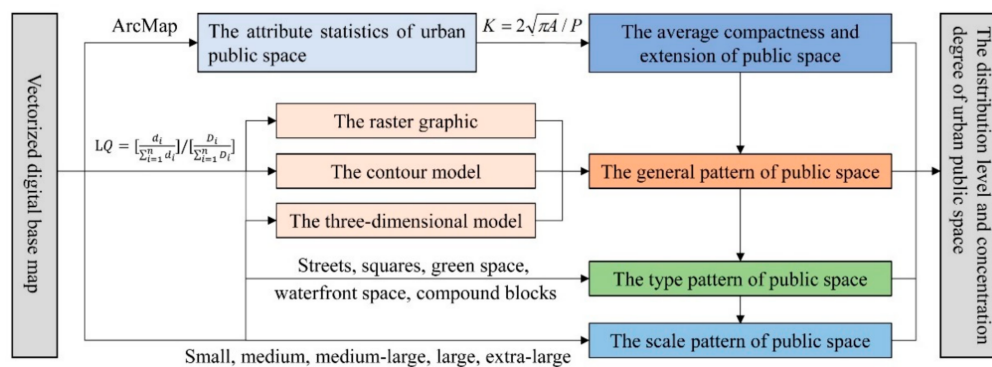 Vectorized digital base map
ArcMap
The attribute statistics of urban
public space
K = 2√πA / P
The average compactness and
extension of public space
LQ = [d_i / ∑_{i=1}^{n} d_i] / [D_i / ∑_{i=1}^{n} D_i]
The raster graphic
The contour model
The three-dimensional model
The general pattern of public space
Streets, squares, green space,
waterfront space, compound blocks
The type pattern of public space
Small, medium, medium-large, large, extra-large
The scale pattern of public space
The distribution level and concentration
degree of urban public space